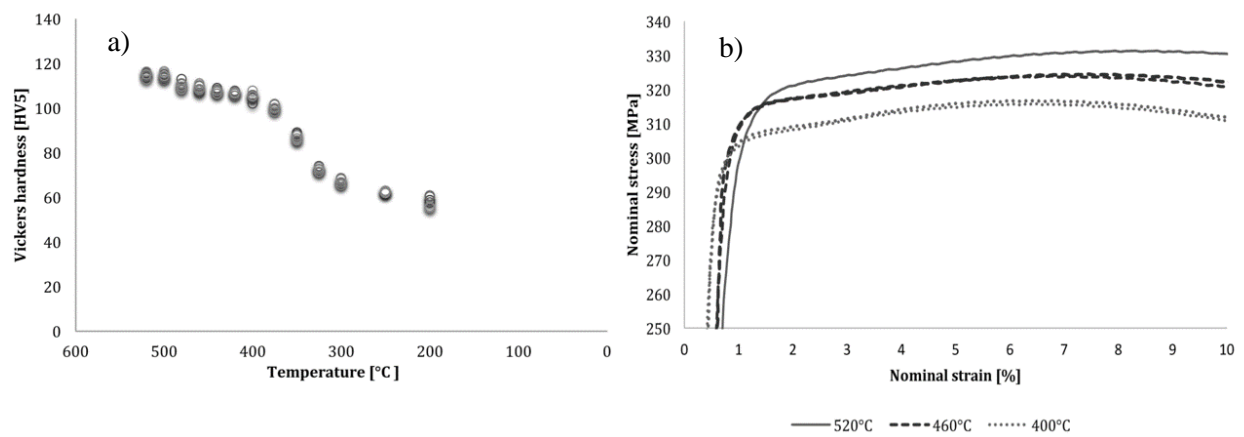 a)
140
120
100
80
60
40
20
0
Vickers hardness [HV5]
600 500 400 300 200 100 0
Temperature [°C ]
b)
340
330
320
310
300
290
280
270
260
250
Nominal stress [MPa]
0 1 2 3 4 5 6 7 8 9 10
Nominal strain [%]
520°C 460°C 400°C